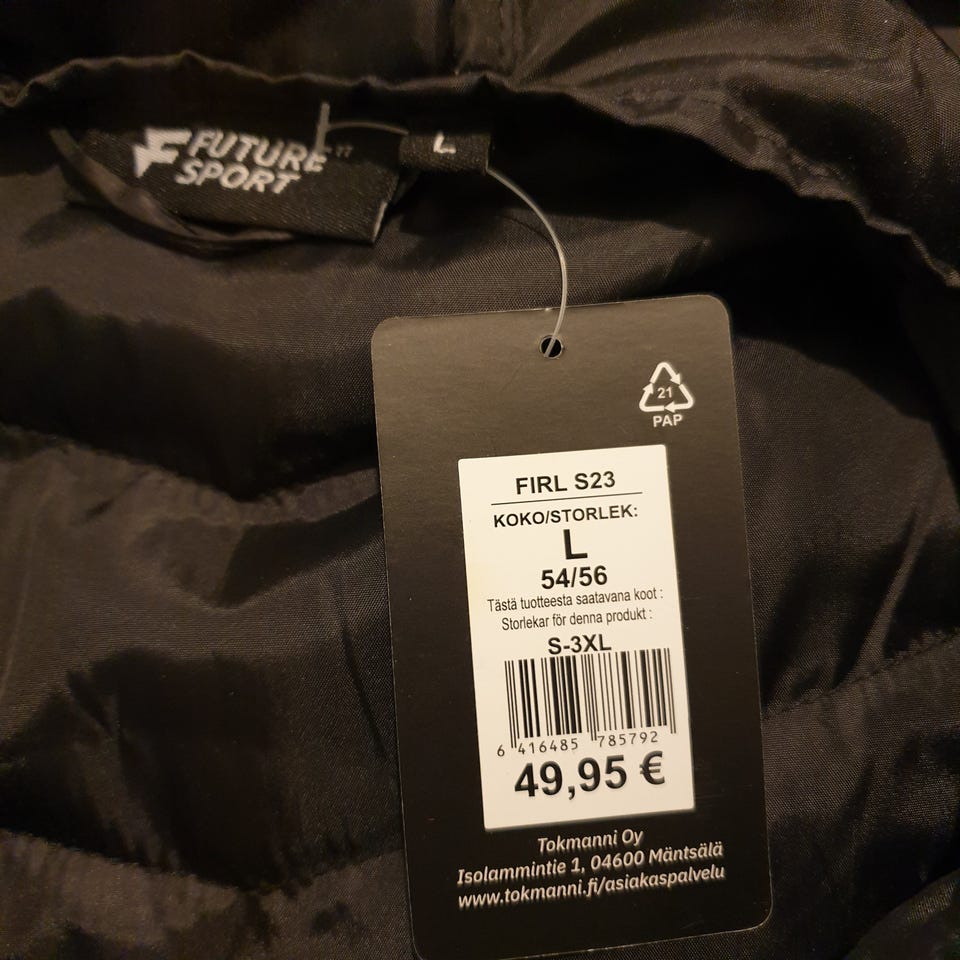 FUTURE
SPORT
L
21
PAP
FIRL S23
KOKO/STORLEK:
L
54/56
Tästä tuotteesta saatavana koot :
Storlekar för denna produkt :
S-3XL
6 416485 785792
49,95 €
Tokmanni Oy
Isolammintie 1, 04600 Mäntsälä
www.tokmanni.fi/asiakaspalvelu